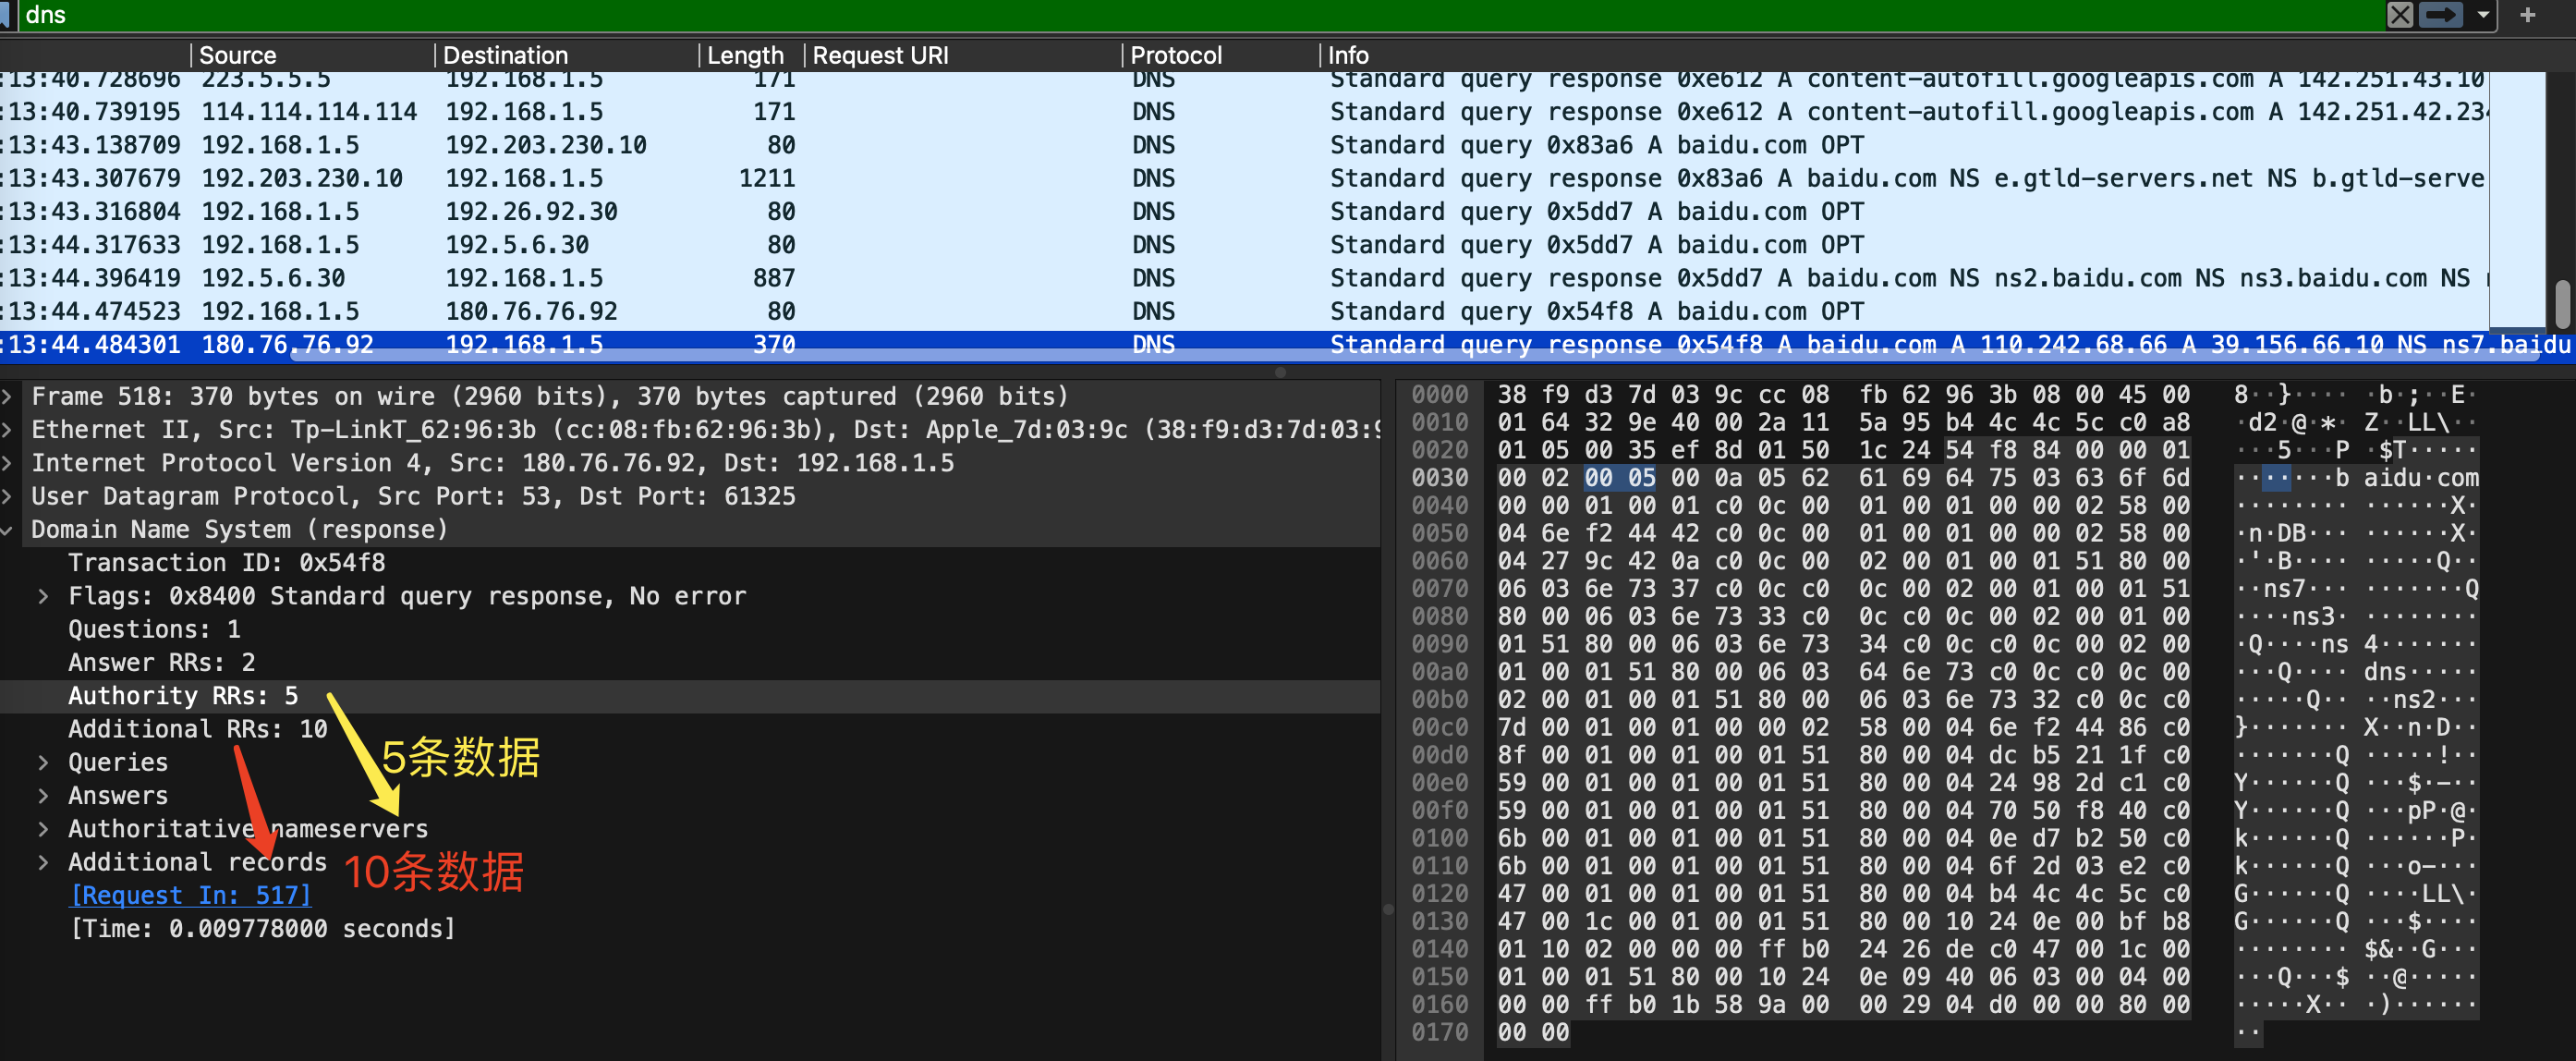 dns
Source Destination Length Request URI Protocol Info
:13:40.728696 223.5.5.5 192.168.1.5 171 DNS Standard query response 0xe612 A content-autofill.googleapis.com A 142.251.43.10
:13:40.739195 114.114.114.114 192.168.1.5 171 DNS Standard query response 0xe612 A content-autofill.googleapis.com A 142.251.42.234
:13:43.138709 192.168.1.5 192.203.230.10 80 DNS Standard query 0x83a6 A baidu.com OPT
:13:43.307679 192.203.230.10 192.168.1.5 1211 DNS Standard query response 0x83a6 A baidu.com NS e.gtld-servers.net NS b.gtld-serve
:13:43.316804 192.168.1.5 192.26.92.30 80 DNS Standard query 0x5dd7 A baidu.com OPT
:13:44.317633 192.168.1.5 192.5.6.30 80 DNS Standard query 0x5dd7 A baidu.com OPT
:13:44.396419 192.5.6.30 192.168.1.5 887 DNS Standard query response 0x5dd7 A baidu.com NS ns2.baidu.com NS ns3.baidu.com NS
:13:44.474523 192.168.1.5 180.76.76.92 80 DNS Standard query 0x54f8 A baidu.com OPT
:13:44.484301 180.76.76.92 192.168.1.5 370 DNS Standard query response 0x54f8 A baidu.com A 110.242.68.66 A 39.156.66.10 NS ns7.baidu
Frame 518: 370 bytes on wire (2960 bits), 370 bytes captured (2960 bits)
Ethernet II, Src: Tp-LinkT_62:96:3b (cc:08:fb:62:96:3b), Dst: Apple_7d:03:9c (38:f9:d3:7d:03:9
Internet Protocol Version 4, Src: 180.76.76.92, Dst: 192.168.1.5
User Datagram Protocol, Src Port: 53, Dst Port: 61325
Domain Name System (response)
Transaction ID: 0x54f8
Flags: 0x8400 Standard query response, No error
Questions: 1
Answer RRs: 2
Authority RRs: 5
Additional RRs: 10
5条数据
Queries
Answers
Authoritative nameservers
Additional records
10条数据
[Request In: 517]
[Time: 0.009778000 seconds]
0000 38 f9 d3 7d 03 9c cc 08 fb 62 96 3b 08 00 45 00 8··}···· ·b·;··E·
0010 01 64 32 9e 40 00 2a 11 5a 95 b4 4c 4c 5c c0 a8 ·d2·@·*· Z··LL\··
0020 01 05 00 35 ef 8d 01 50 1c 24 54 f8 84 00 00 01 ···5···P ·$T·····
0030 00 02 00 05 00 0a 05 62 61 69 64 75 03 63 6f 6d ·······b aidu·com
0040 00 00 01 00 01 c0 0c 00 01 00 01 00 00 02 58 00 ········ ······X·
0050 04 6e f2 44 42 c0 0c 00 01 00 01 00 00 02 58 00 ·n·DB··· ······X·
0060 04 27 9c 42 0a c0 0c 00 02 00 01 00 01 51 80 00 ·'·B···· ·····Q··
0070 06 03 6e 73 37 c0 0c c0 0c 00 02 00 01 00 01 51 ··ns7··· ·······Q
0080 80 00 06 03 6e 73 33 c0 0c c0 0c 00 02 00 01 00 ····ns3· ········
0090 01 51 80 00 06 03 6e 73 34 c0 0c c0 0c 00 02 00 ·Q····ns 4·······
00a0 01 00 01 51 80 00 06 03 64 6e 73 c0 0c c0 0c 00 ···Q···· dns·····
00b0 02 00 01 00 01 51 80 00 06 03 6e 73 32 c0 0c c0 ·····Q·· ··ns2···
00c0 7d 00 01 00 01 00 00 02 58 00 04 6e f2 44 86 c0 }······· X··n·D··
00d0 8f 00 01 00 01 00 01 51 80 00 04 dc b5 21 1f c0 ·······Q ·····!··
00e0 59 00 01 00 01 00 01 51 80 00 04 24 98 2d c1 c0 Y······Q ···$·-··
00f0 59 00 01 00 01 00 01 51 80 00 04 70 50 f8 40 c0 Y······Q ···pP·@·
0100 6b 00 01 00 01 00 01 51 80 00 04 0e d7 b2 50 c0 k······Q ······P·
0110 6b 00 01 00 01 00 01 51 80 00 04 6f 2d 03 e2 c0 k······Q ···o-···
0120 47 00 01 00 01 00 01 51 80 00 04 b4 4c 4c 5c c0 G······Q ····LL\·
0130 47 00 1c 00 01 00 01 51 80 00 10 24 0e 00 bf b8 G······Q ···$····
0140 01 10 02 00 00 00 ff b0 24 26 de c0 47 00 1c 00 ········ $&··G···
0150 01 00 01 51 80 00 10 24 0e 09 40 06 03 00 04 00 ···Q···$ ··@·····
0160 00 00 ff b0 1b 58 9a 00 00 29 04 d0 00 00 80 00 ·····X·· ·)······
0170 00 00 ··